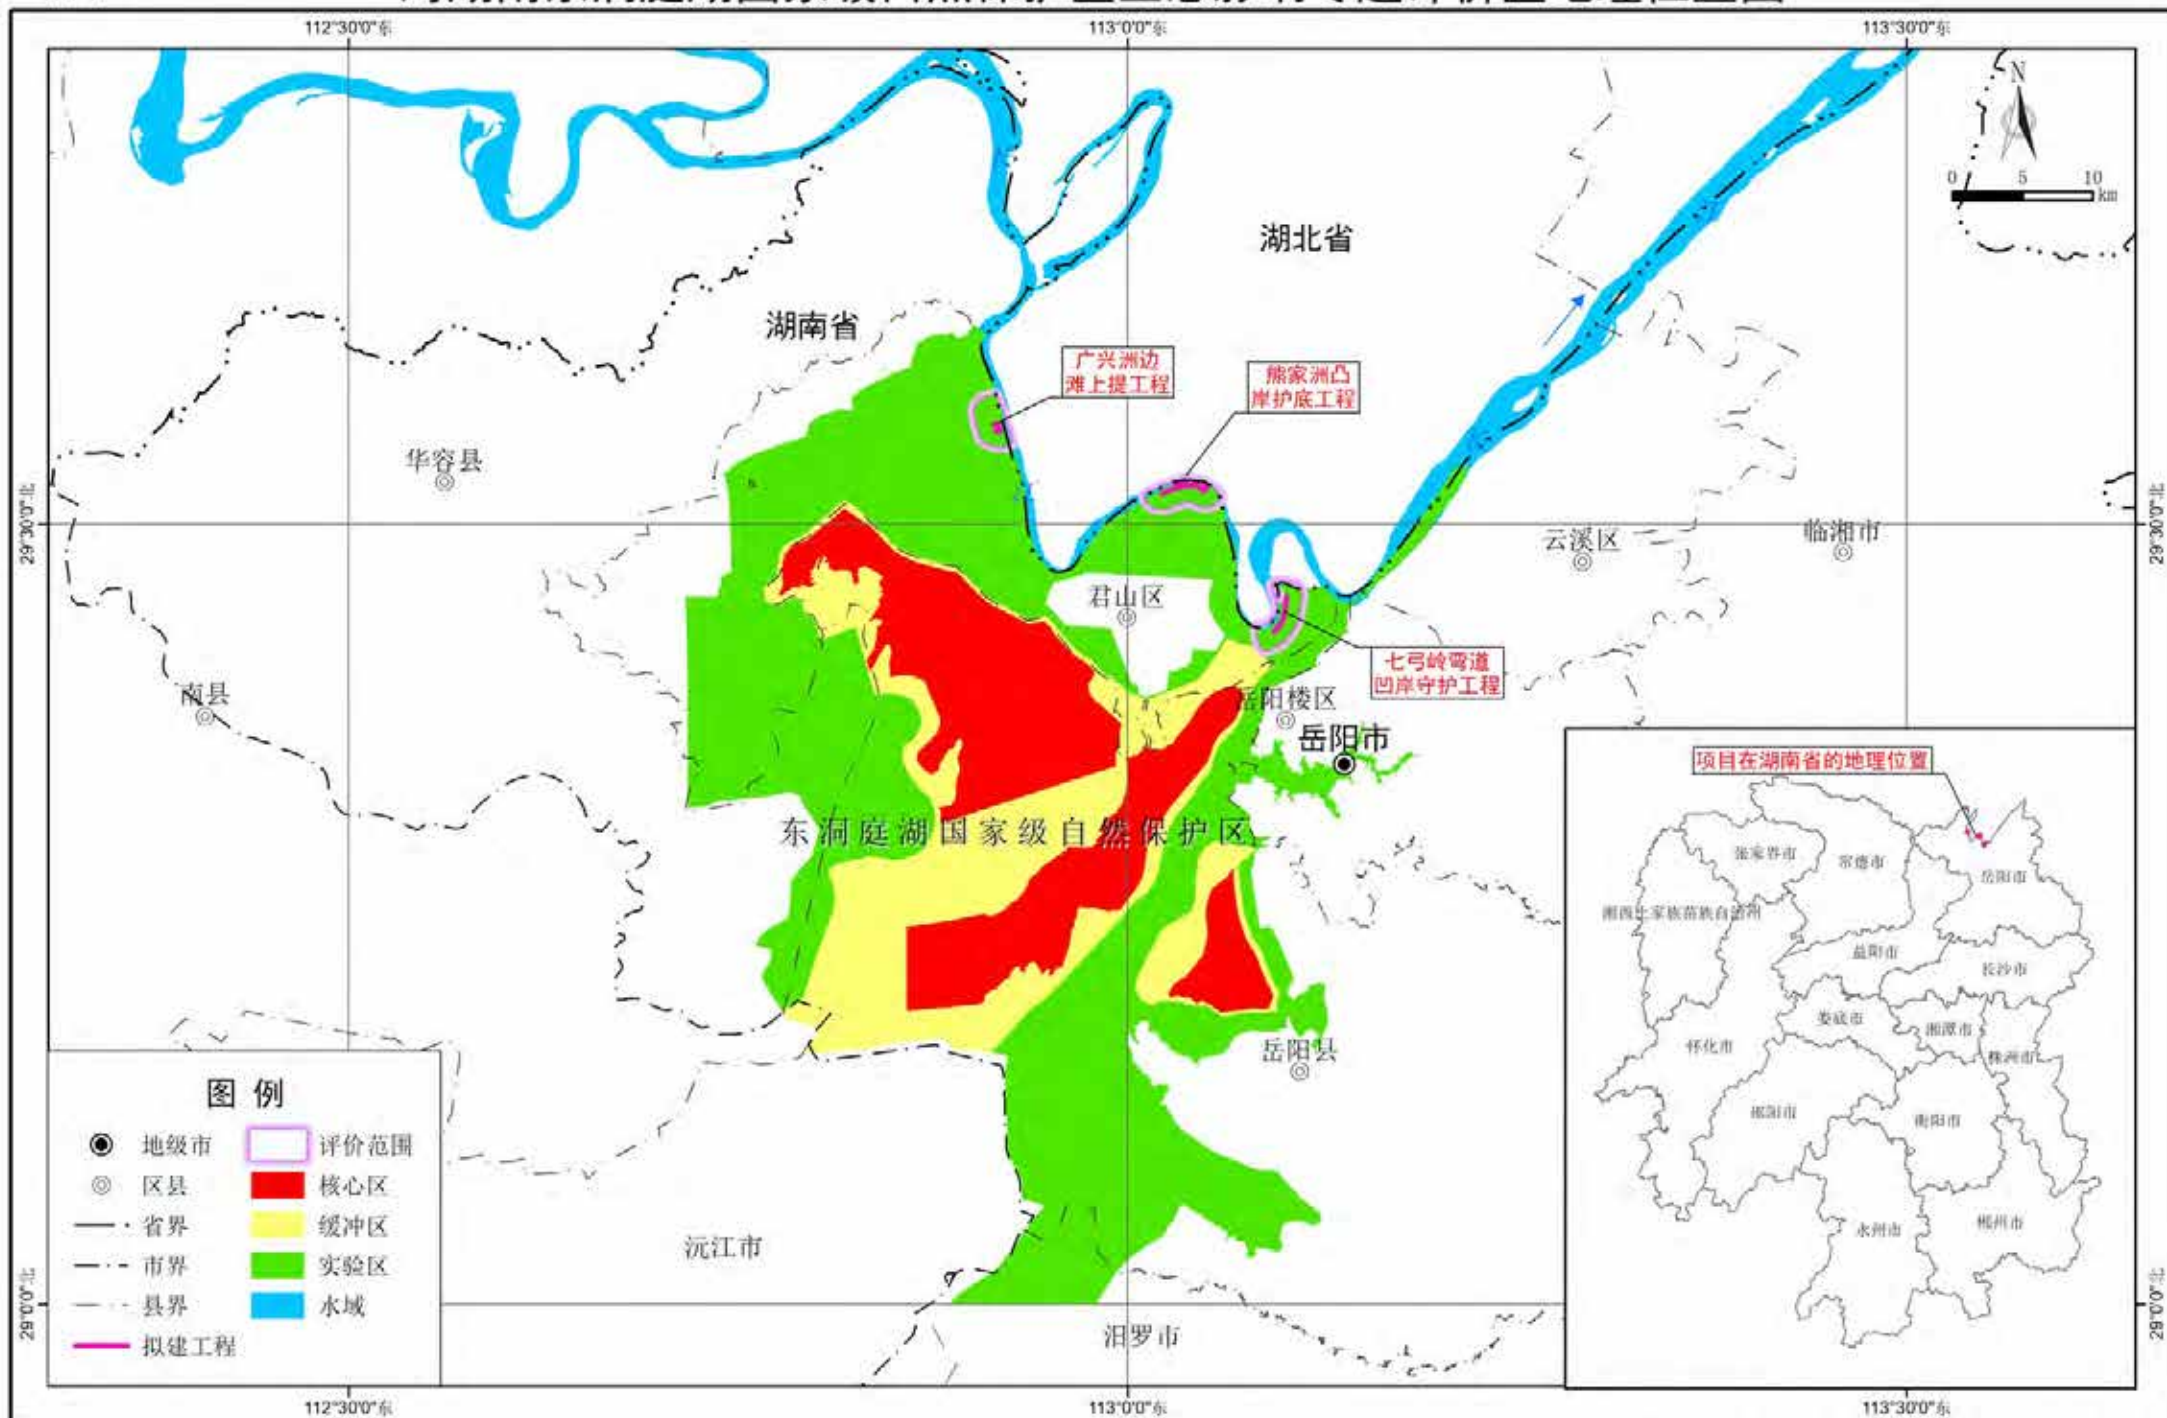 112°30'0"东
113°0'0"东
113°30'0"东
N
0 5 10
km
湖北省
湖南省
广兴洲边
滩上提工程
熊家洲凸
岸护底工程
华容县
29°30'0"北
29°30'0"北
云溪区
临湘市
君山区
七弓岭弯道
凹岸守护工程
南县
岳阳楼区
岳阳市
东洞庭湖国家级自然保护区
项目在湖南省的地理位置
张家界市
常德市
岳阳市
湘西土家族苗族自治州
益阳市
长沙市
娄底市
湘潭市
怀化市
株洲市
邵阳市
衡阳市
永州市
郴州市
岳阳县
图例
地级市
评价范围
区县
核心区
省界
缓冲区
市界
实验区
县界
水域
拟建工程
沅江市
汨罗市
29°0'0"北
29°0'0"北
112°30'0"东
113°0'0"东
113°30'0"东